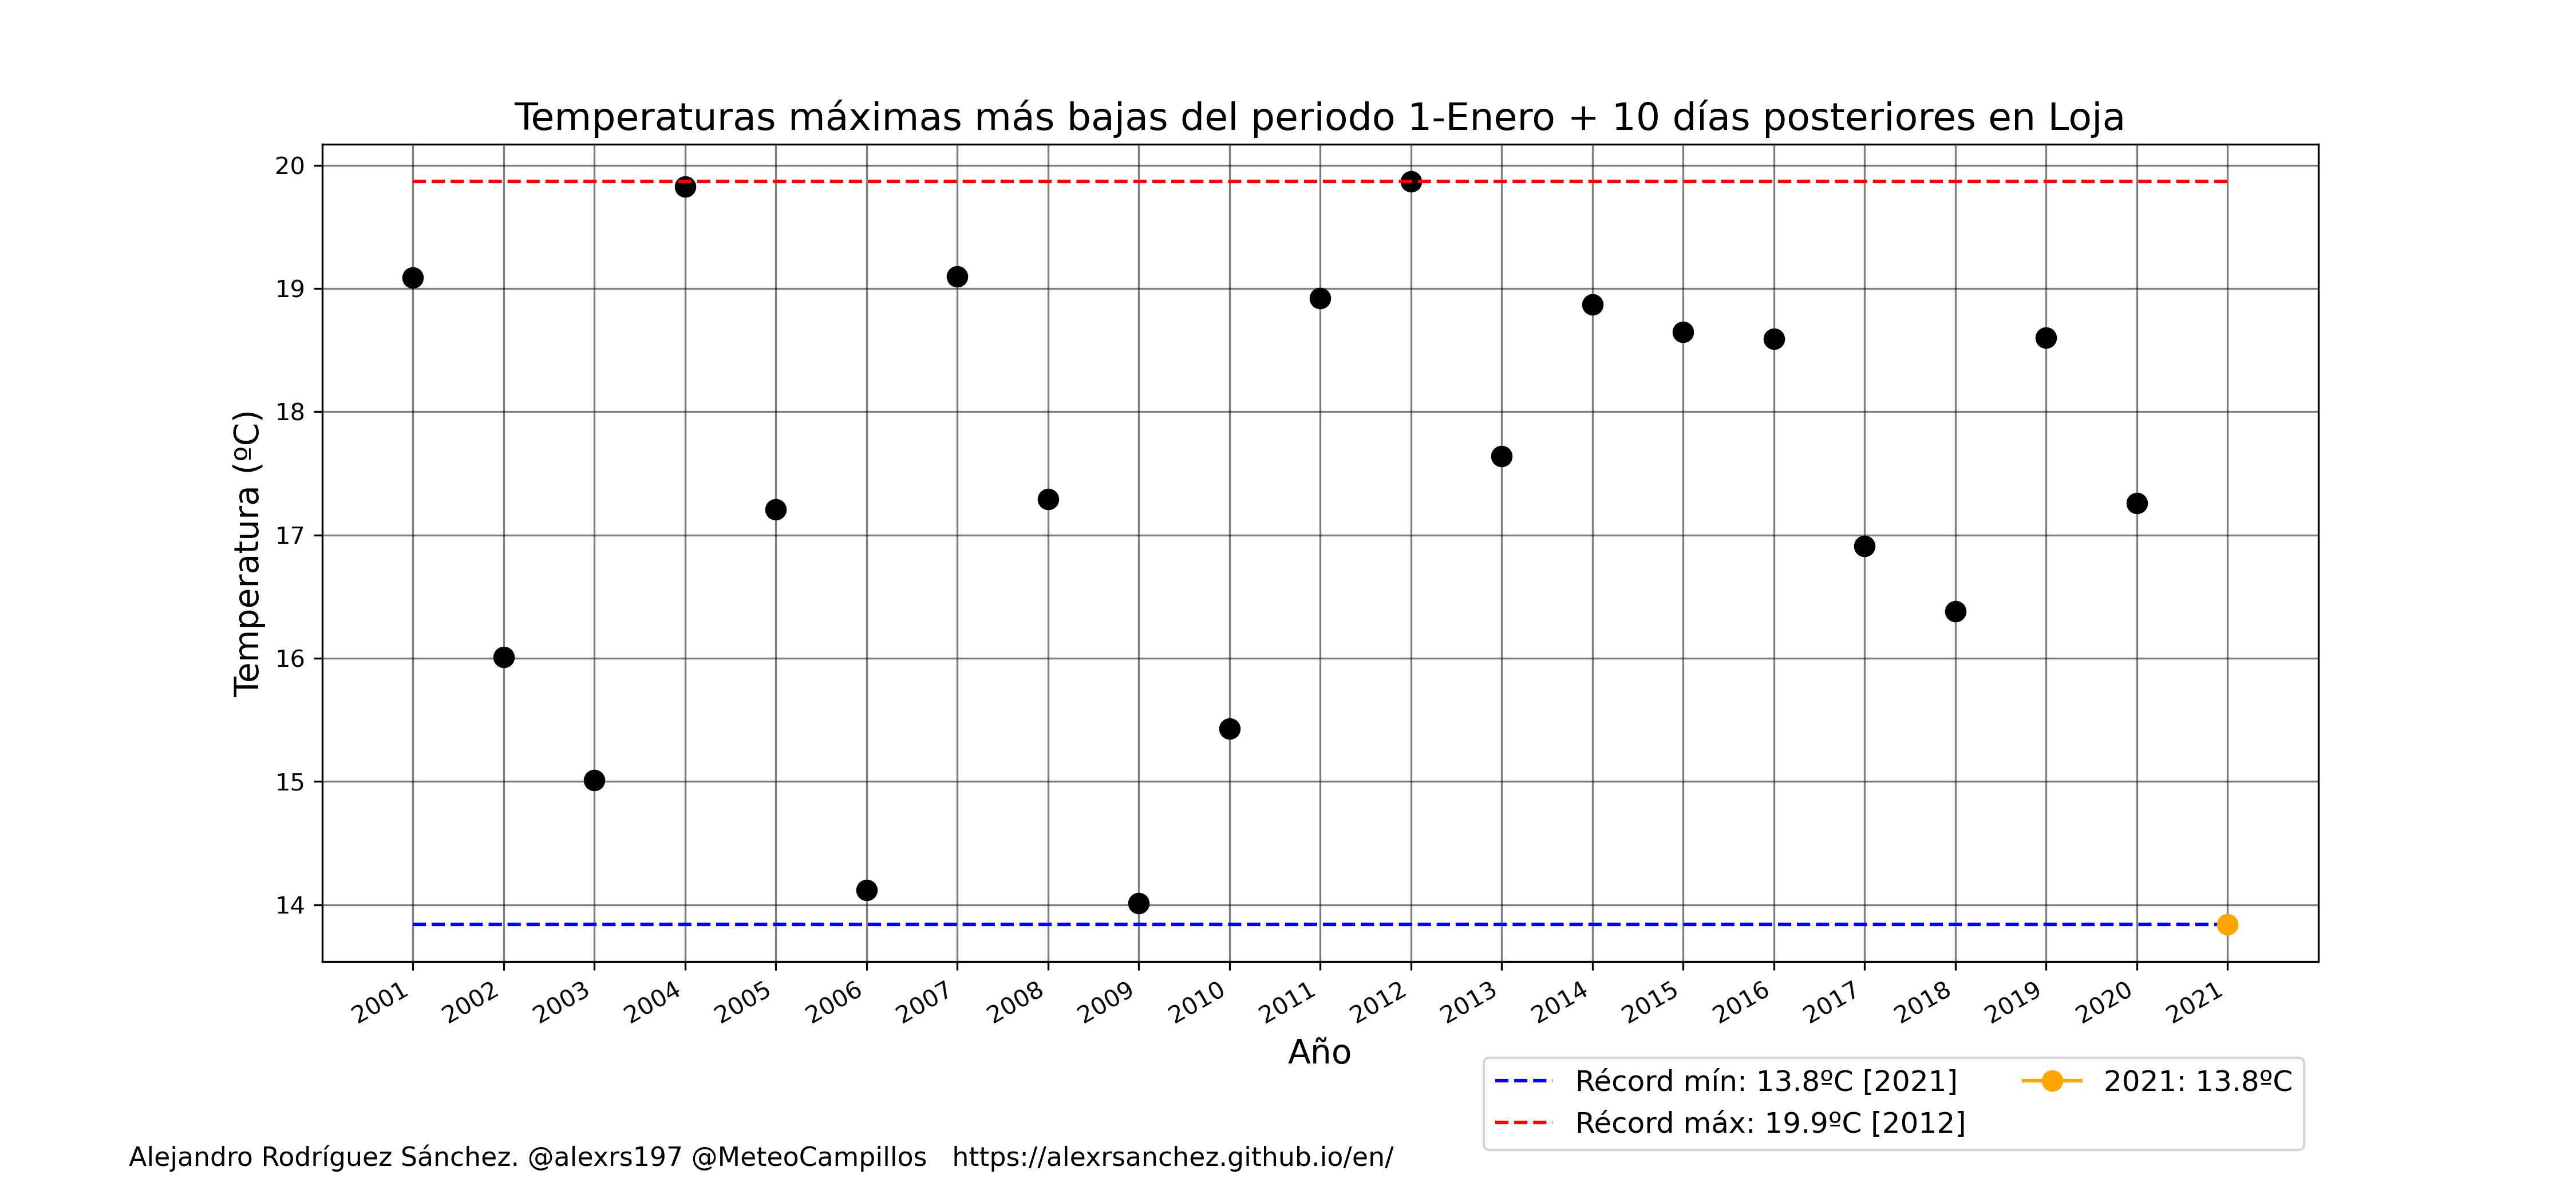 Temperaturas máximas más bajas del periodo 1-Enero + 10 días posteriores en Loja
Temperatura (ºC)
20
19
18
17
16
15
14
2001 2002 2003 2004 2005 2006 2007 2008 2009 2010 2011 2012 2013 2014 2015 2016 2017 2018 2019 2020 2021
Año
Récord mín: 13.8ºC [2021] 2021: 13.8ºC
Récord máx: 19.9ºC [2012]
Alejandro Rodríguez Sánchez. @alexrs197 @MeteoCampillos https://alexrsanchez.github.io/en/